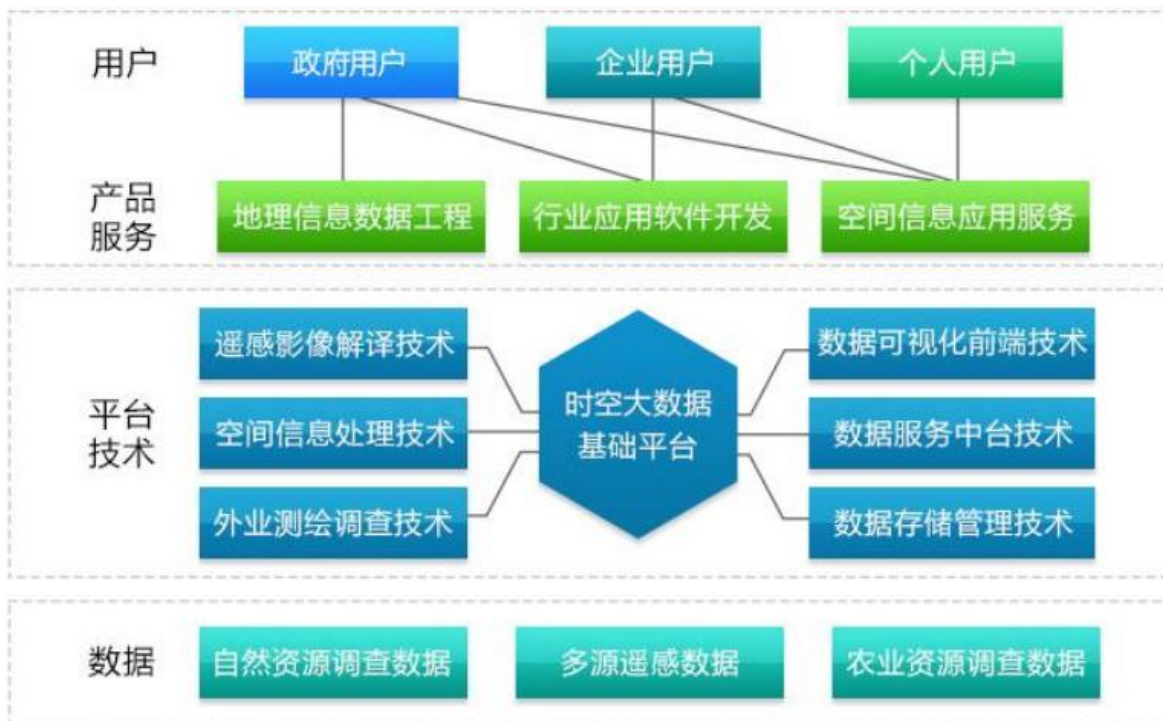 用户
政府用户
企业用户
个人用户
产品
服务
地理信息数据工程
行业应用软件开发
空间信息应用服务
平台
技术
遥感影像解译技术
空间信息处理技术
外业测绘调查技术
时空大数据
基础平台
数据可视化前端技术
数据服务中台技术
数据存储管理技术
数据
自然资源调查数据
多源遥感数据
农业资源调查数据